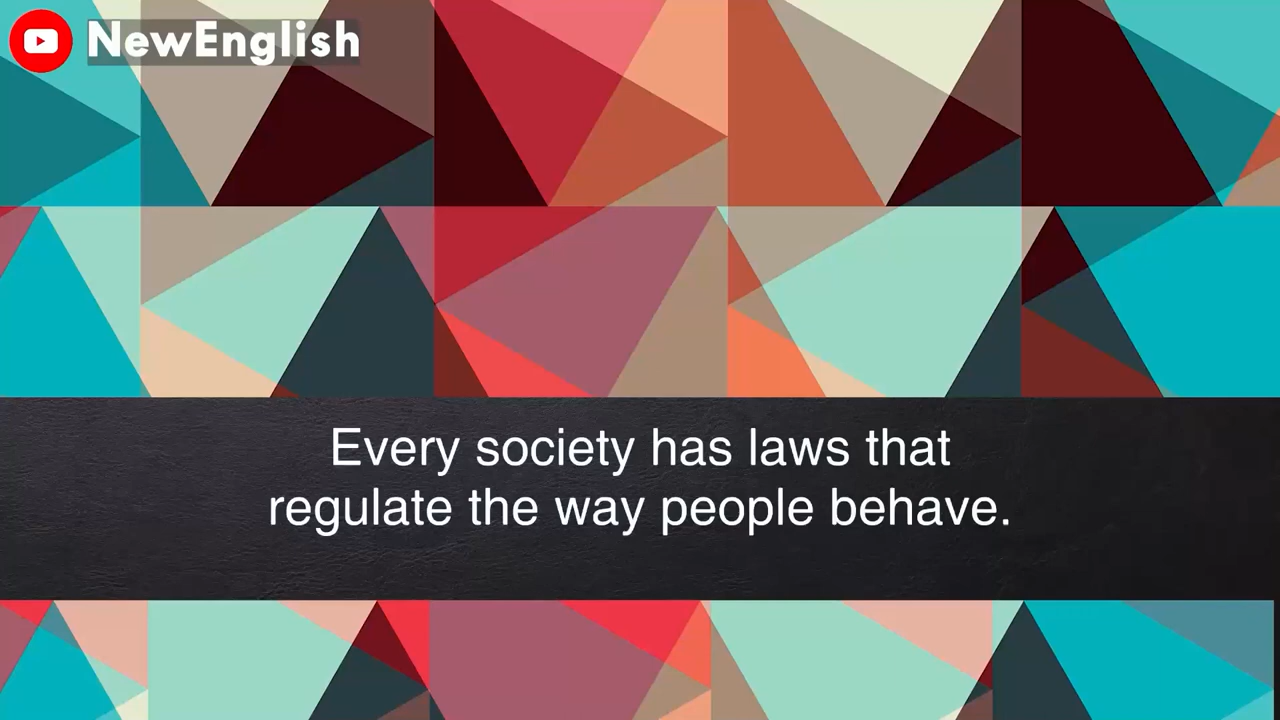 NewEnglish
Every society has laws that
regulate the way people behave.